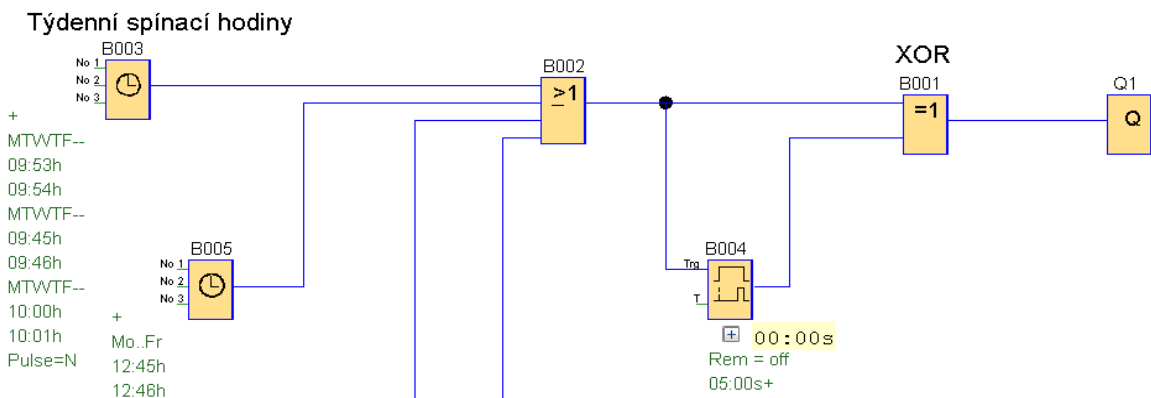 Týdenní spínací hodiny
B003
No 1
No 2
No 3
+
MTWTF--
09:53h
09:54h
MTWTF--
09:45h
09:46h
MTWTF--
10:00h
10:01h
Pulse=N
B005
No 1
No 2
No 3
+
Mo..Fr
12:45h
12:46h
B002
≥1
XOR
B001
=1
Q1
Q
B004
Trg
T
+
00:00s
Rem = off
05:00s+